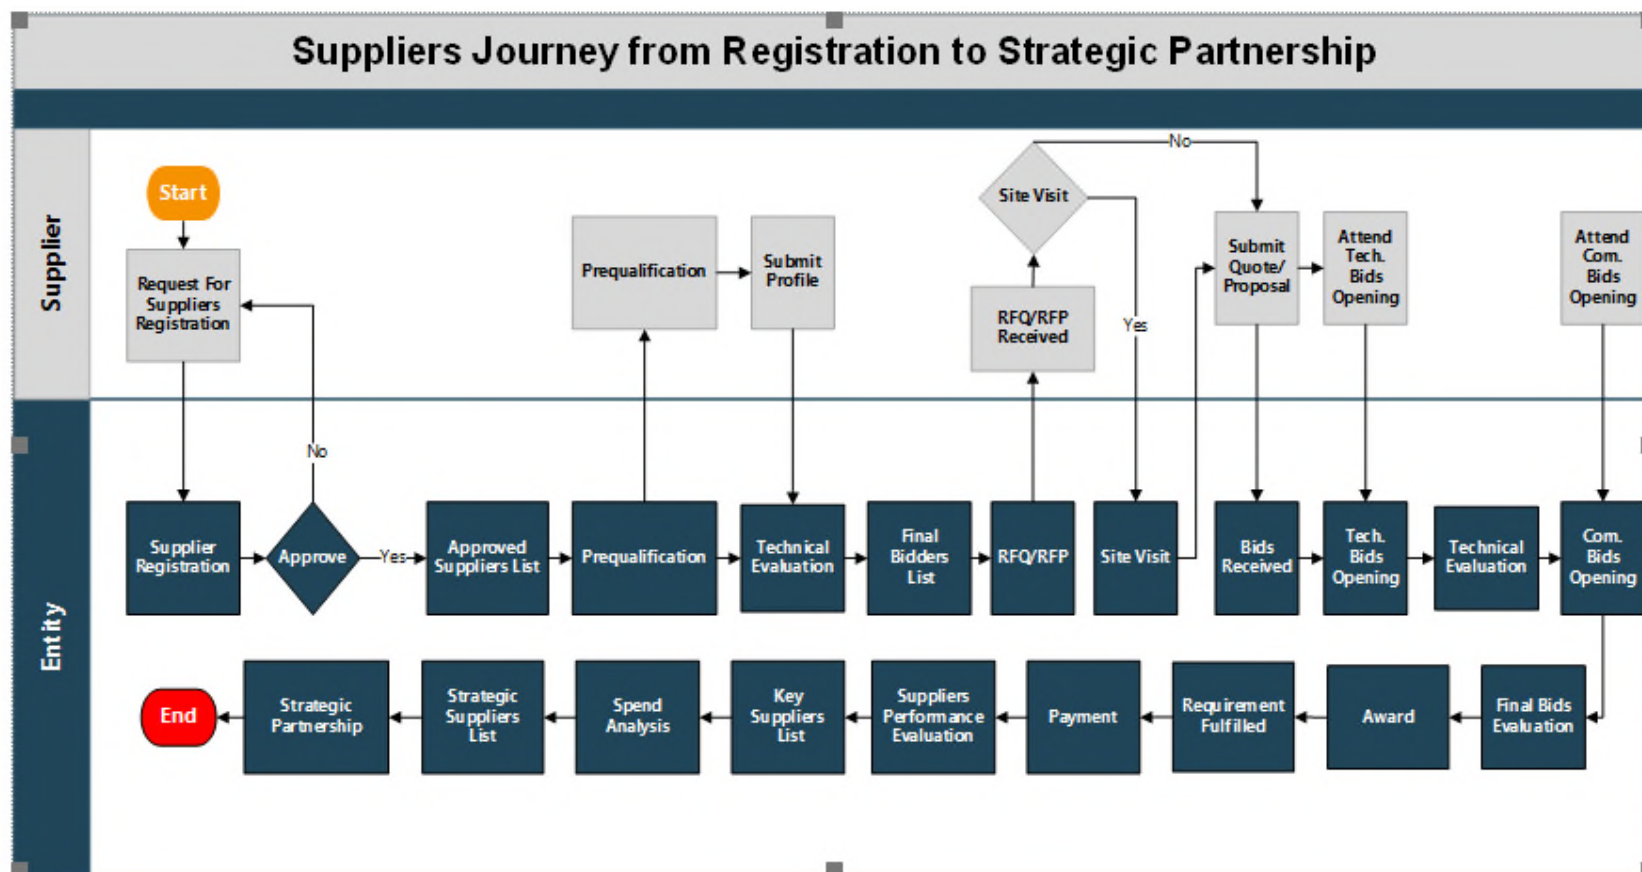 Suppliers Journey from Registration to Strategic Partnership
Supplier
Start
Request For
Suppliers
Registration
Prequalification
Submit
Profile
Site Visit
No
RFQ/RFP
Received
Yes
Submit
Quote/
Proposal
Attend
Tech.
Bids
Opening
Attend
Com.
Bids
Opening
Entity
No
Supplier
Registration
Approve
Yes
Approved
Suppliers List
Prequalification
Technical
Evaluation
Final
Bidders
List
RFQ/RFP
Site Visit
Bids
Received
Tech.
Bids
Opening
Technical
Evaluation
Com.
Bids
Opening
End
Strategic
Partnership
Strategic
Suppliers
List
Spend
Analysis
Key
Suppliers
List
Suppliers
Performance
Evaluation
Payment
Requirement
Fulfilled
Award
Final Bids
Evaluation